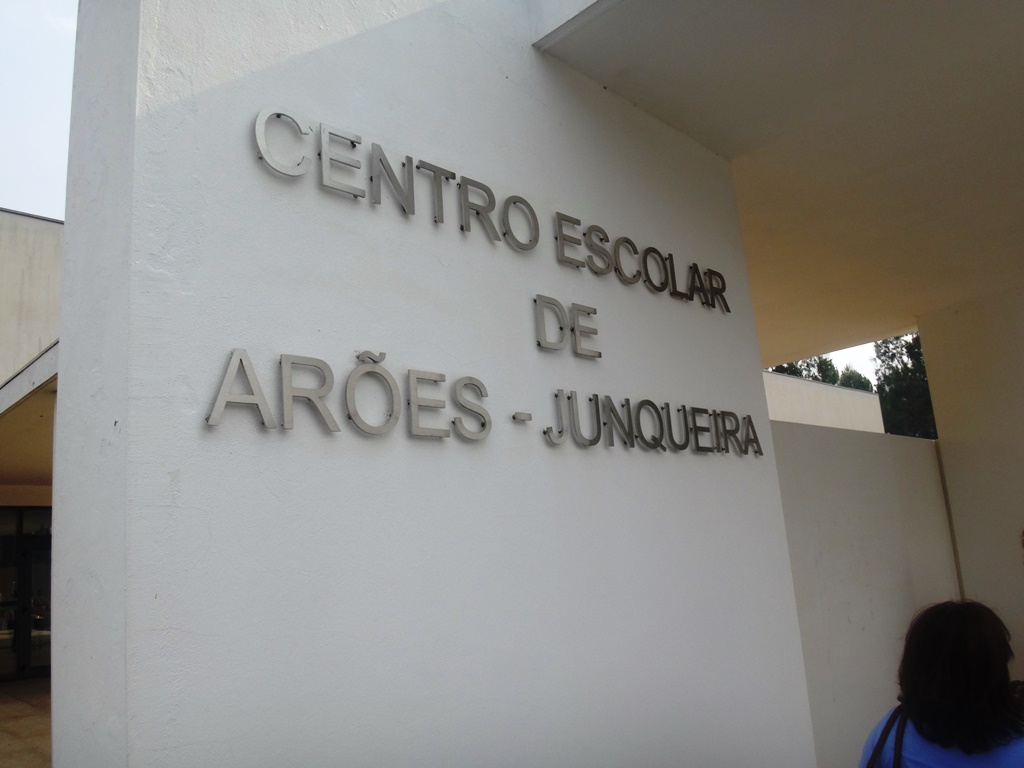 CENTRO ESCOLAR
DE
ARÕES - JUNQUEIRA